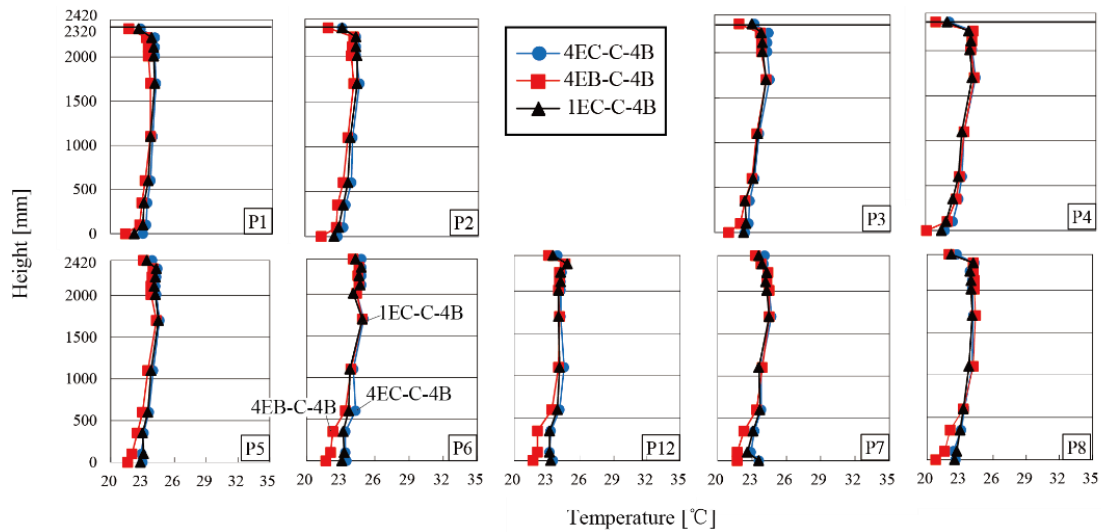 2420
2320
2000
1500
1000
500
0
P1
P2
4EC-C-4B
4EB-C-4B
1EC-C-4B
P3
P4
Height [mm]
2420
2000
1500
1000
500
0
P5
1EC-C-4B
4EC-C-4B
4EB-C-4B
P6
P12
P7
P8
20 23 26 29 32 35
20 23 26 29 32 35
20 23 26 29 32 35
20 23 26 29 32 35
20 23 26 29 32 35
Temperature [℃]